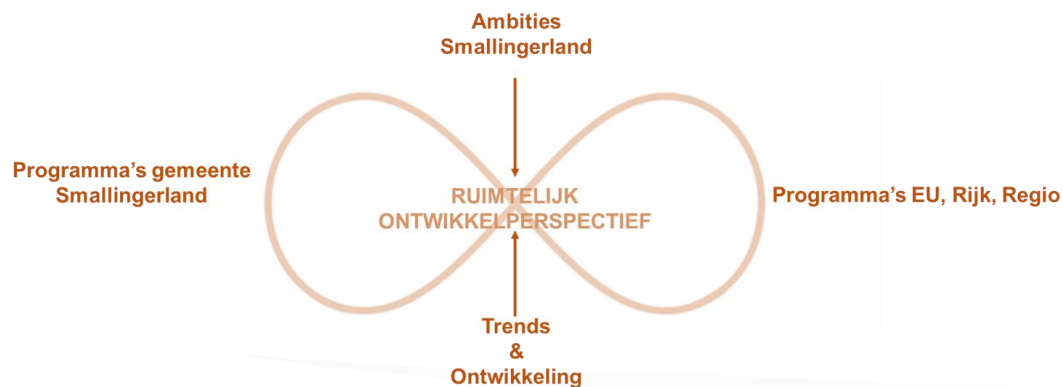 Ambities
Smallingerland
Programma’s gemeente
Smallingerland
RUIMTELIJK
ONTWIKKELPERSPECTIEF
Programma’s EU, Rijk, Regio
Trends
&
Ontwikkeling